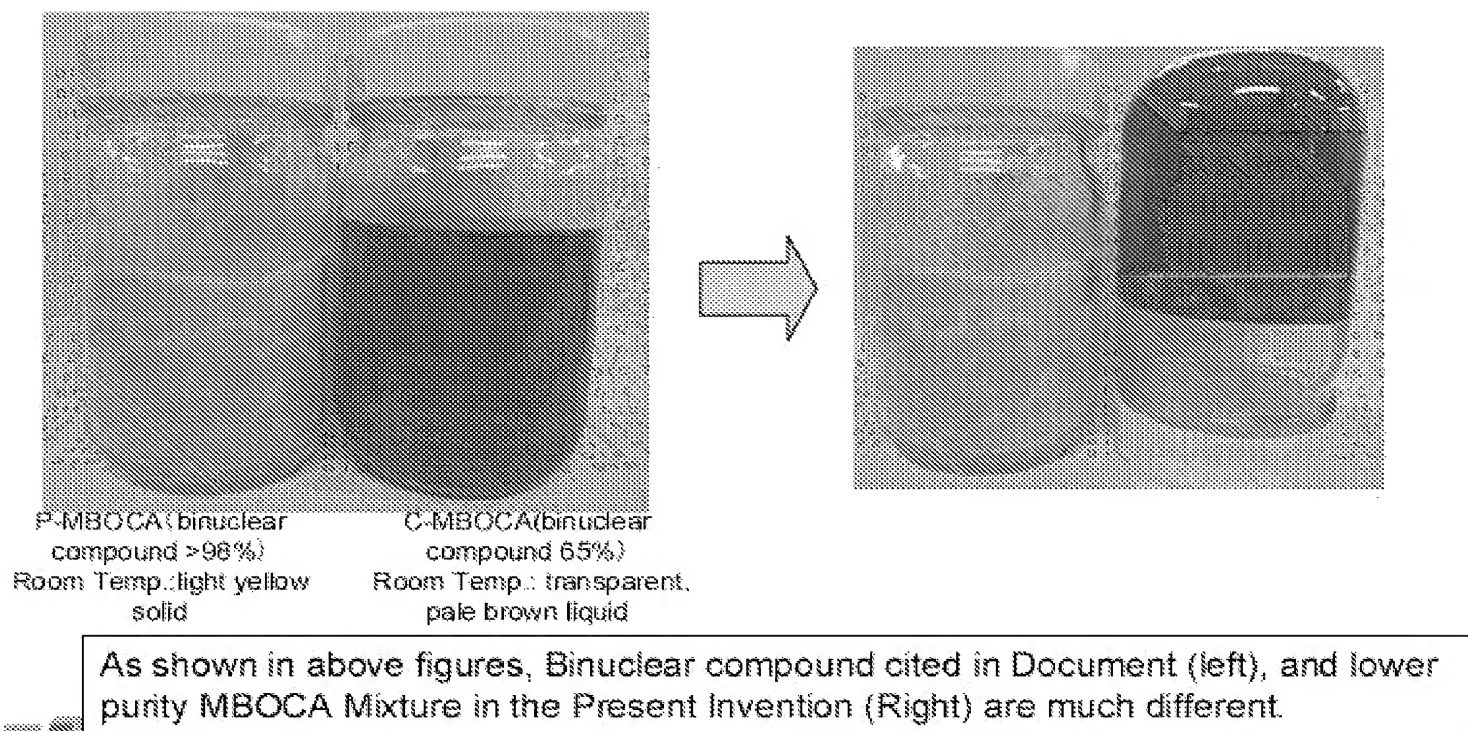 P-MBOCA(binuclear
compound >98%)
Room Temp.:light yellow
solid
C-MBOCA(binuclear
compound 65%)
Room Temp.: transparent,
pale brown liquid
As shown in above figures, Binuclear compound cited in Document (left), and lower
purity MBOCA Mixture in the Present Invention (Right) are much different.